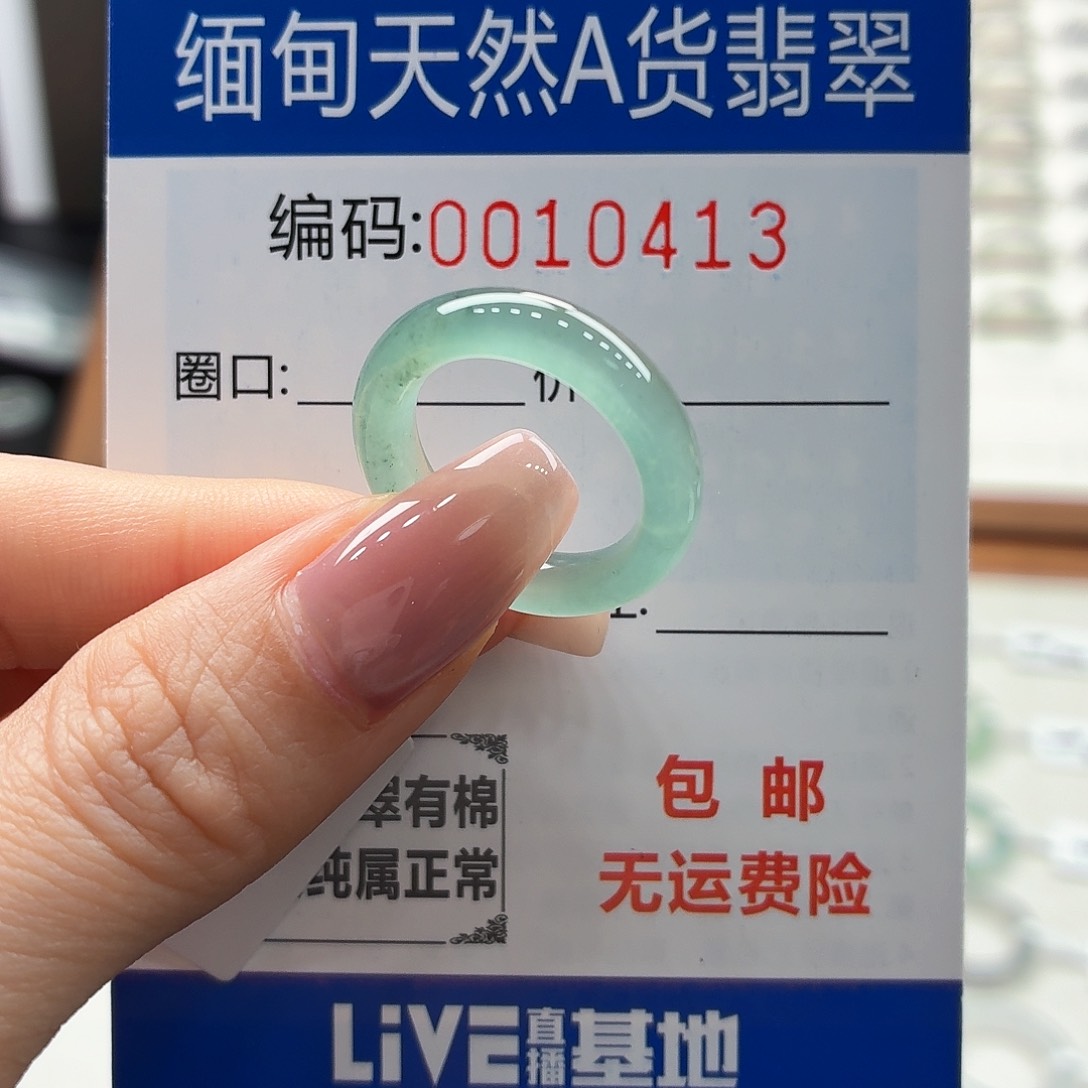 缅甸天然A货翡翠
编码:0010413
圈口:
价
翠有棉
纯属正常
包 邮
无运费险
LiVE直播基地